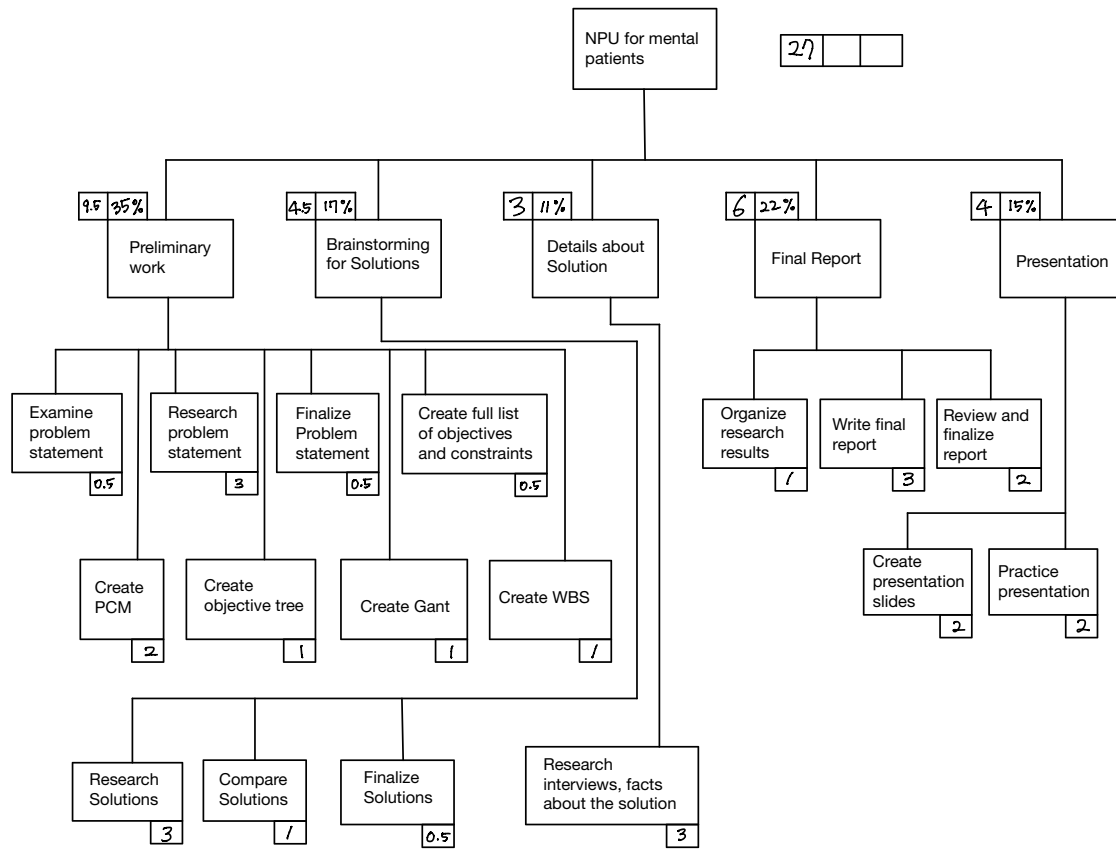 NPU for mental
patients
27
9.5 35%
4.5 17%
3 11%
6 22%
4 15%
Preliminary
work
Brainstorming
for Solutions
Details about
Solution
Final Report
Presentation
Examine
problem
statement
0.5
Research
problem
statement
3
Finalize
Problem
statement
0.5
Create full list
of objectives
and constraints
0.5
Organize
research
results
1
Write final
report
3
Review and
finalize
report
2
Create
PCM
2
Create
objective tree
1
Create Gant
1
Create WBS
1
Create
presentation
slides
2
Practice
presentation
2
Research
Solutions
3
Compare
Solutions
1
Finalize
Solutions
0.5
Research
interviews, facts
about the solution
3